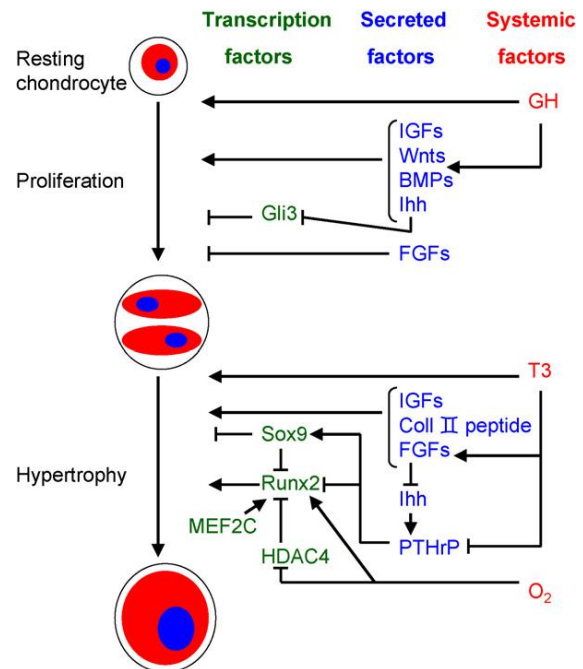 Transcription Secreted Systemic
factors factors factors
Resting
chondrocyte
GH
IGFs
Wnts
Proliferation
BMPs
Ihh
Gli3
FGFs
T3
IGFs
Coll II peptide
Sox9
FGFs
Hypertrophy
Runx2
Ihh
MEF2C
HDAC4
PTHrP
O₂